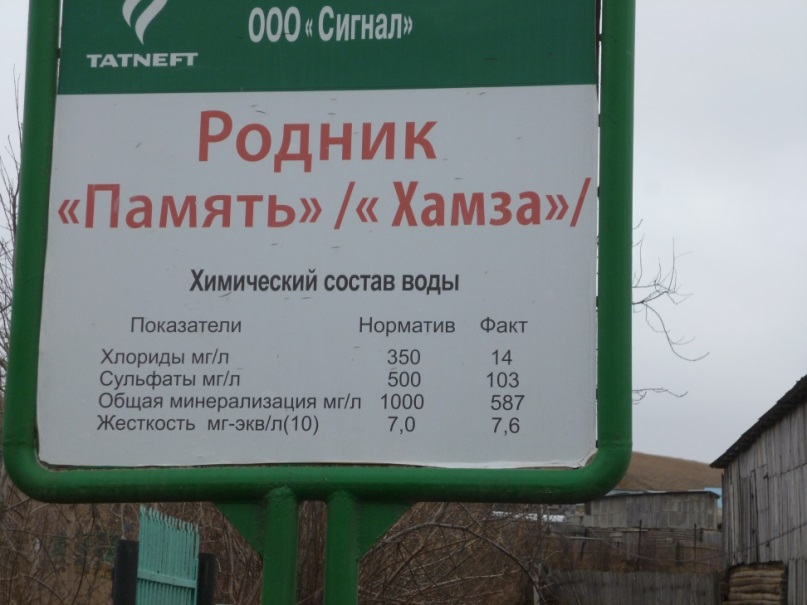 ООО «Сигнал»
TATNEFT
Родник
«Память» /« Хамза»/
Химический состав воды
Показатели Норматив Факт
Хлориды мг/л 350 14
Сульфаты мг/л 500 103
Общая минерализация мг/л 1000 587
Жесткость мг-экв/л(10) 7,0 7,6